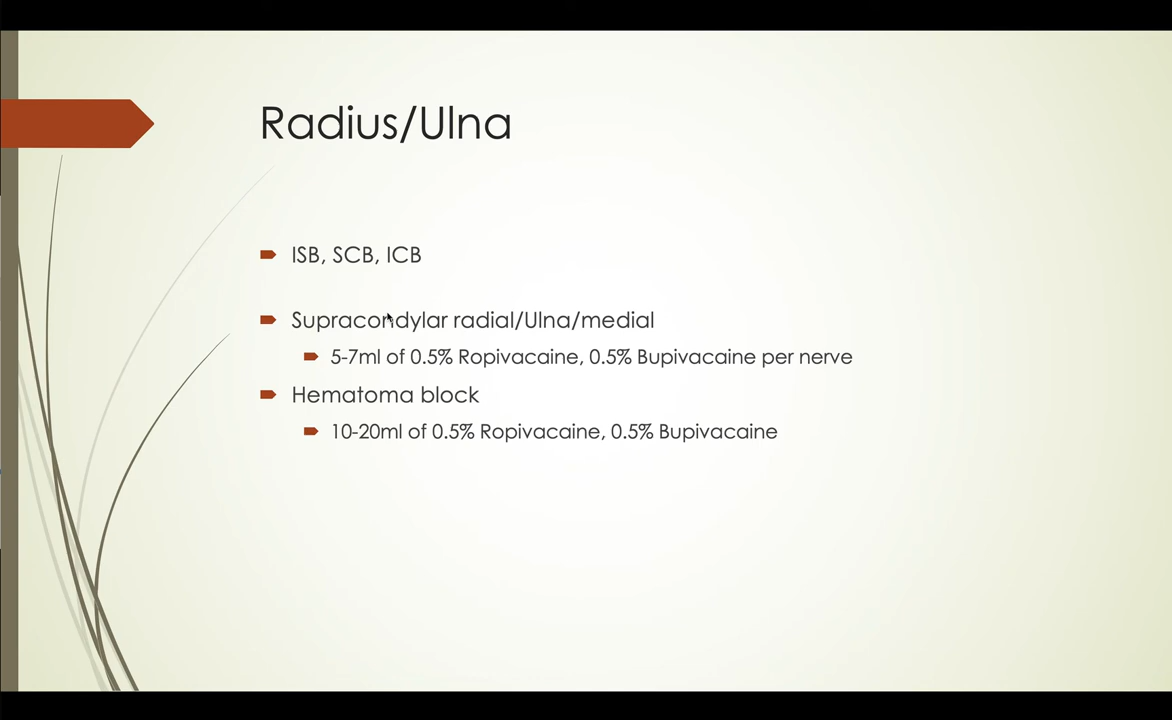 Radius/Ulna
ISB, SCB, ICB
Supracondylar radial/Ulna/medial
5-7ml of 0.5% Ropivacaine, 0.5% Bupivacaine per nerve
Hematoma block
10-20ml of 0.5% Ropivacaine, 0.5% Bupivacaine